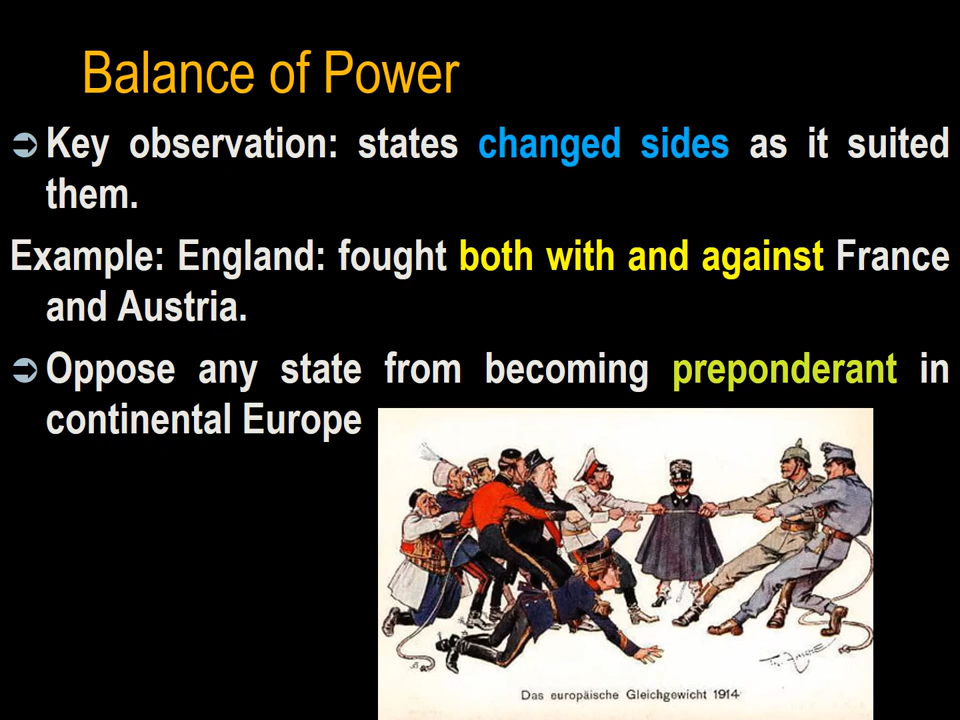 Balance of Power
Key observation: states changed sides as it suited
them.
Example: England: fought both with and against France
and Austria.
Oppose any state from becoming preponderant in
continental Europe
Das europäische Gleichgewicht 1914